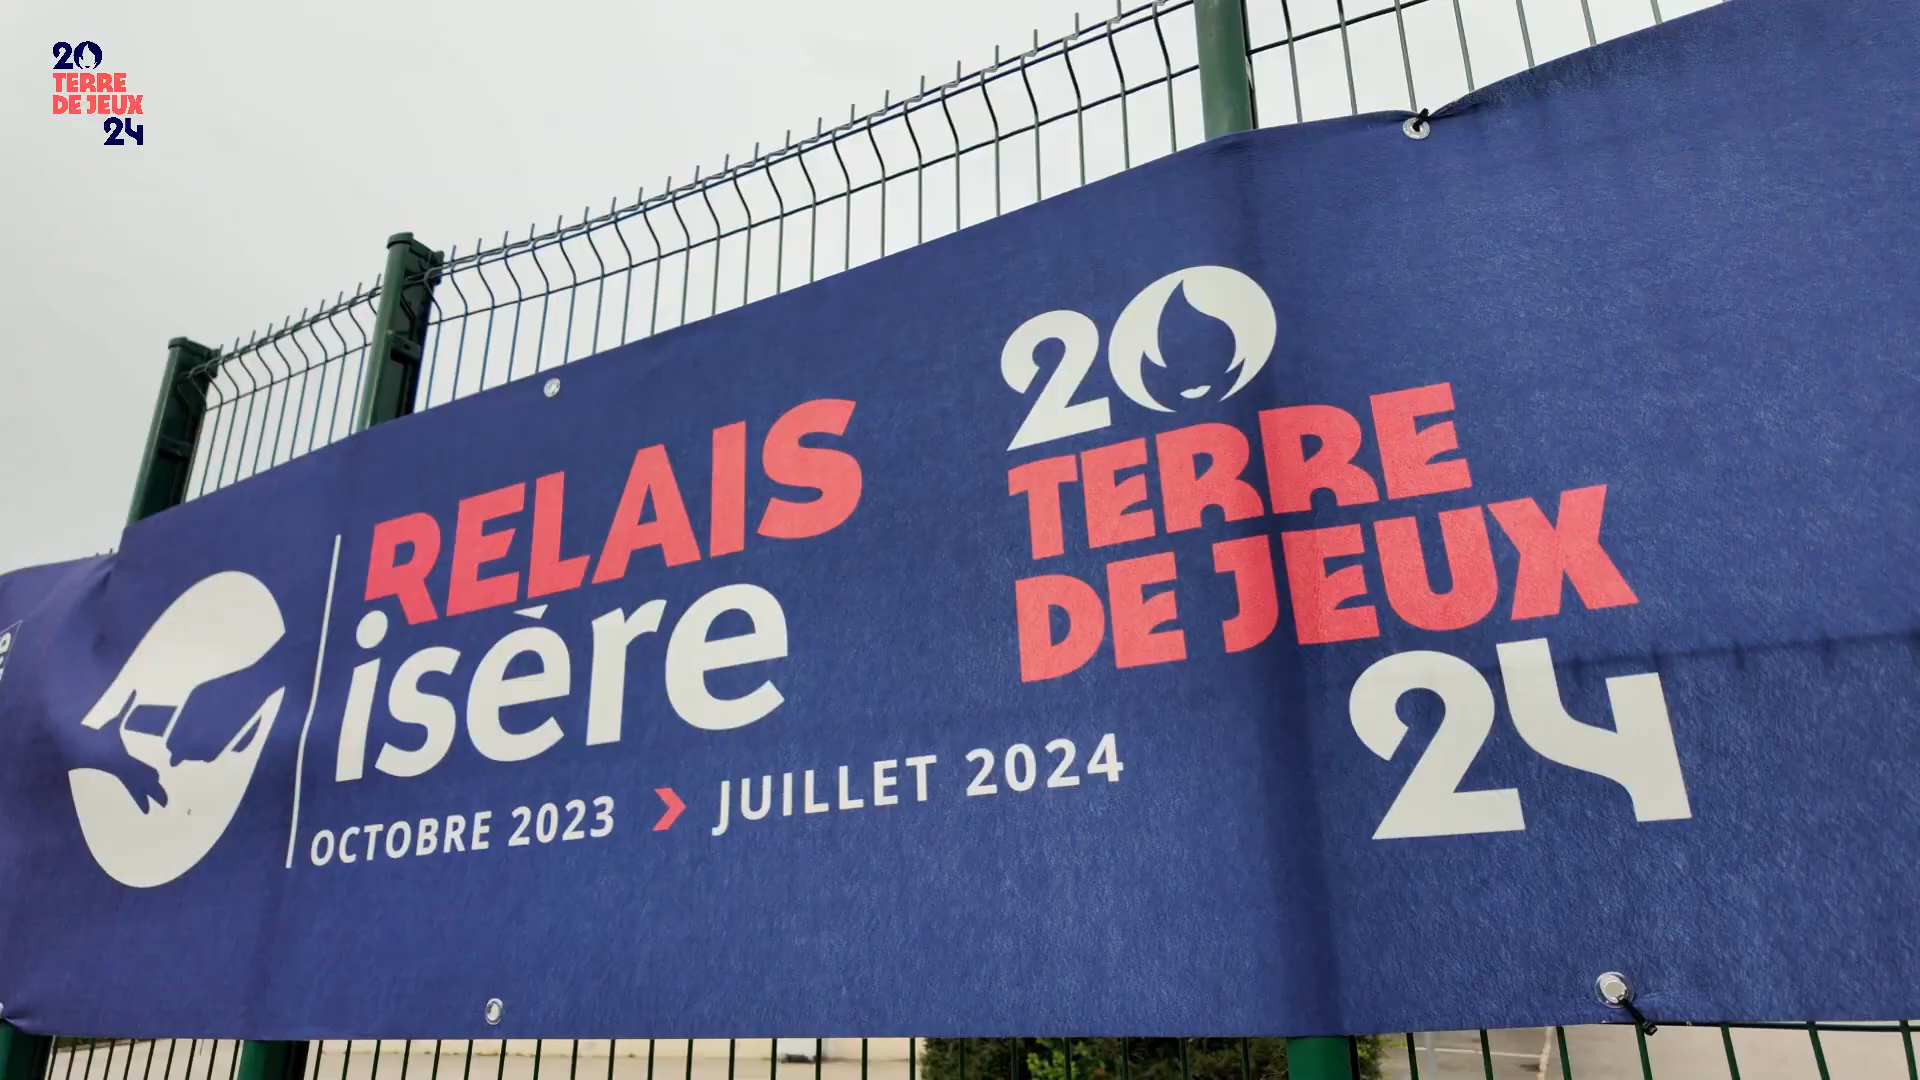 20
TERRE
DE JEUX
24
RELAIS
isère
OCTOBRE 2023 > JUILLET 2024
20
TERRE
DE JEUX
24